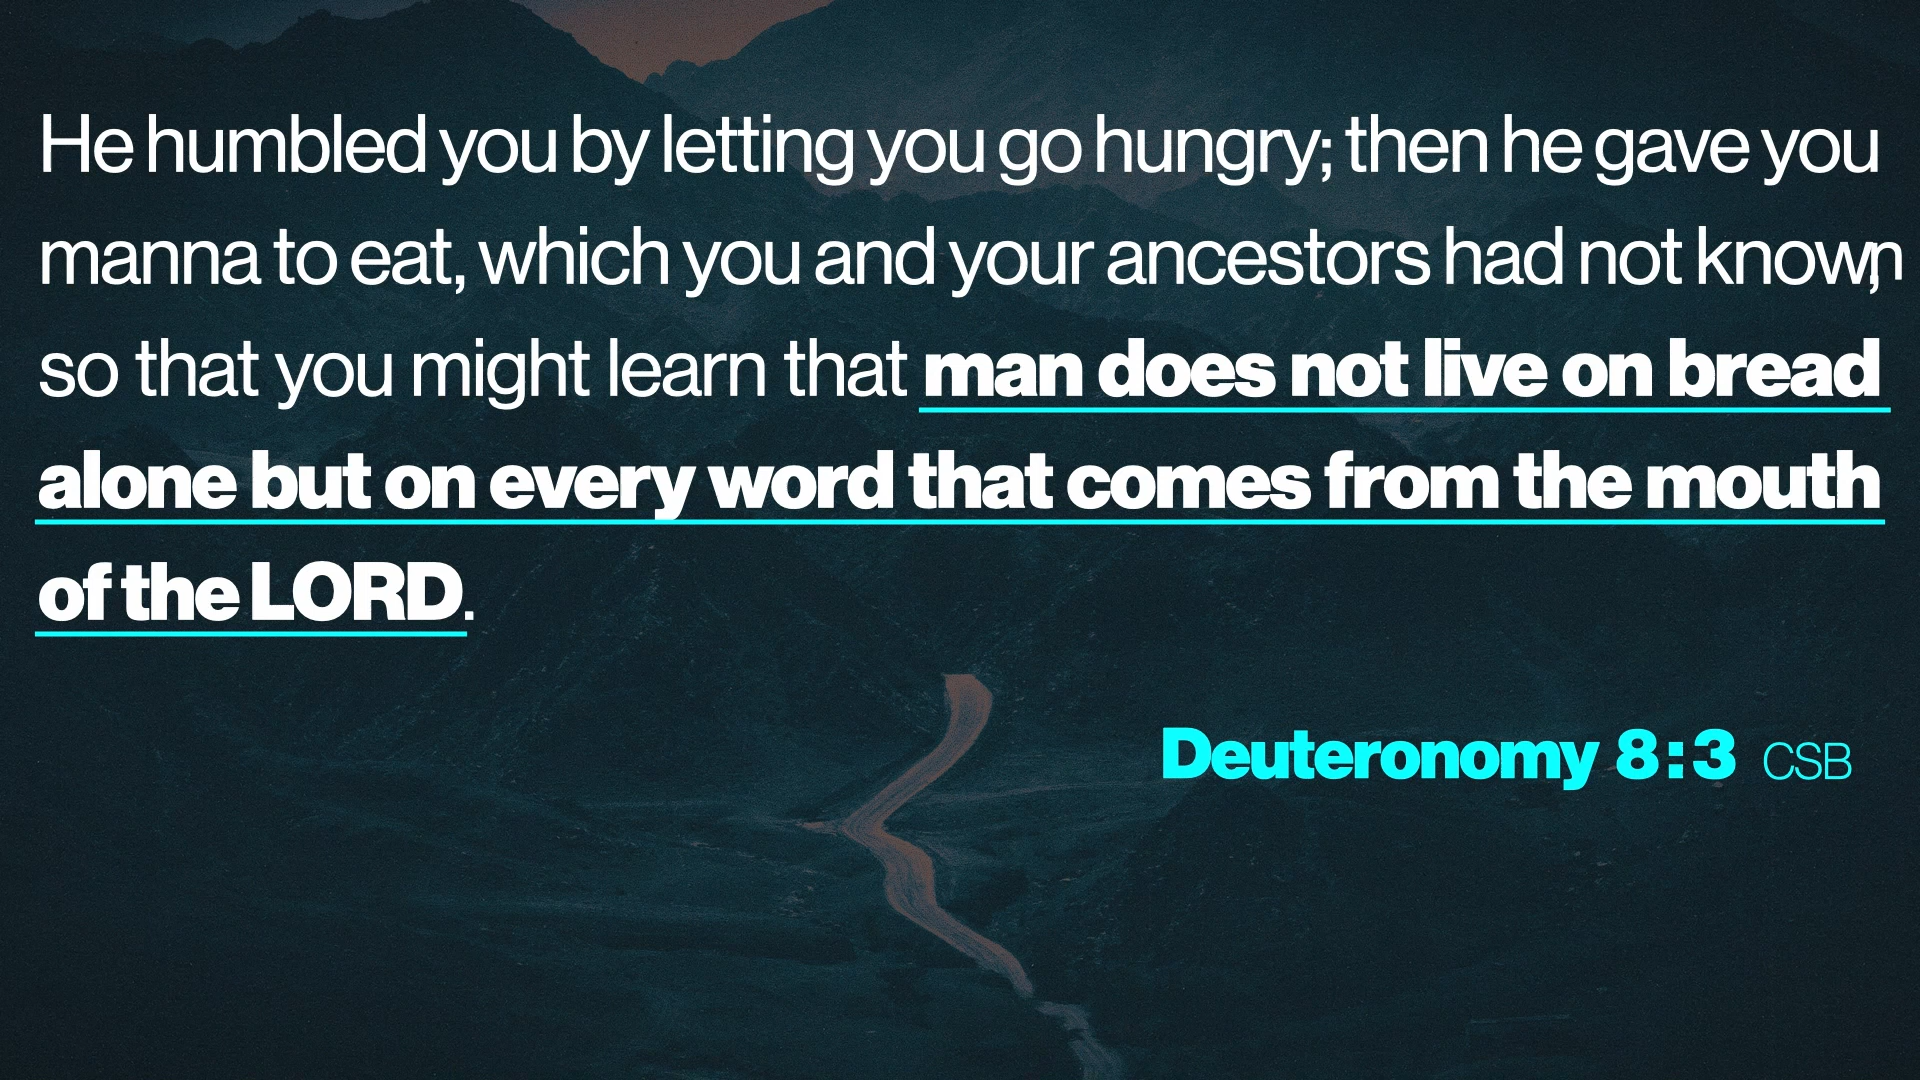 He humbled you by letting you go hungry; then he gave you
manna to eat, which you and your ancestors had not known,
so that you might learn that man does not live on bread
alone but on every word that comes from the mouth
of the LORD.
Deuteronomy 8:3 CSB